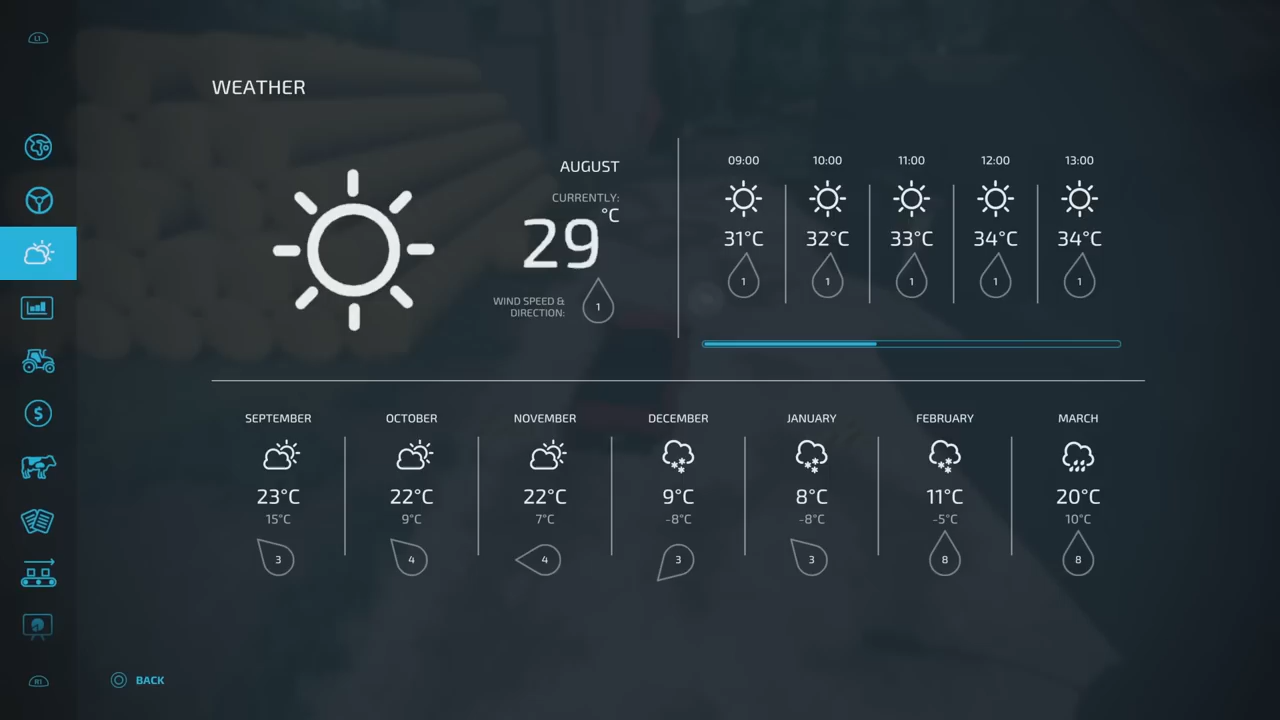 L1
WEATHER
AUGUST
CURRENTLY:
29 °C
WIND SPEED &
DIRECTION:
1
09:00 10:00 11:00 12:00 13:00
31°C 32°C 33°C 34°C 34°C
1 1 1 1 1
SEPTEMBER OCTOBER NOVEMBER DECEMBER JANUARY FEBRUARY MARCH
23°C 22°C 22°C 9°C 8°C 11°C 20°C
15°C 9°C 7°C -8°C -8°C -5°C 10°C
3 4 4 3 3 8 8
$
R1
BACK